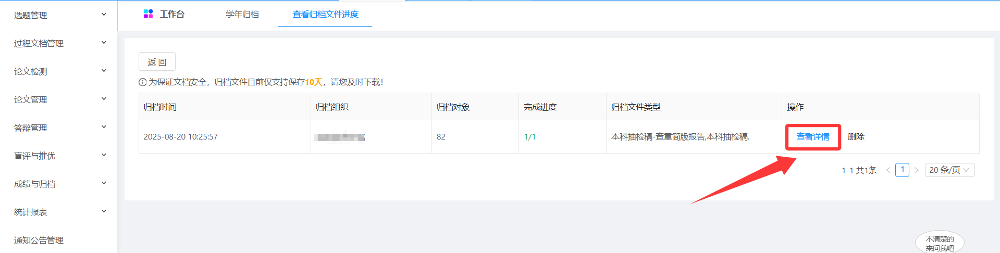 选题管理
过程文档管理
论文检测
论文管理
答辩管理
盲评与推优
成绩与归档
统计报表
通知公告管理
工作台 学年归档 查看归档文件进度
返 回
为保证文档安全，归档文件目前仅支持保存10天，请您及时下载！
归档时间 归档组织 归档对象 完成进度 归档文件类型 操作
2025-08-20 10:25:57 82 1/1 本科抽检稿-查重简版报告,本科抽检稿, 查看详情 删除
1-1 共1条 < 1 > 20 条/页
不清楚的
来问我吧